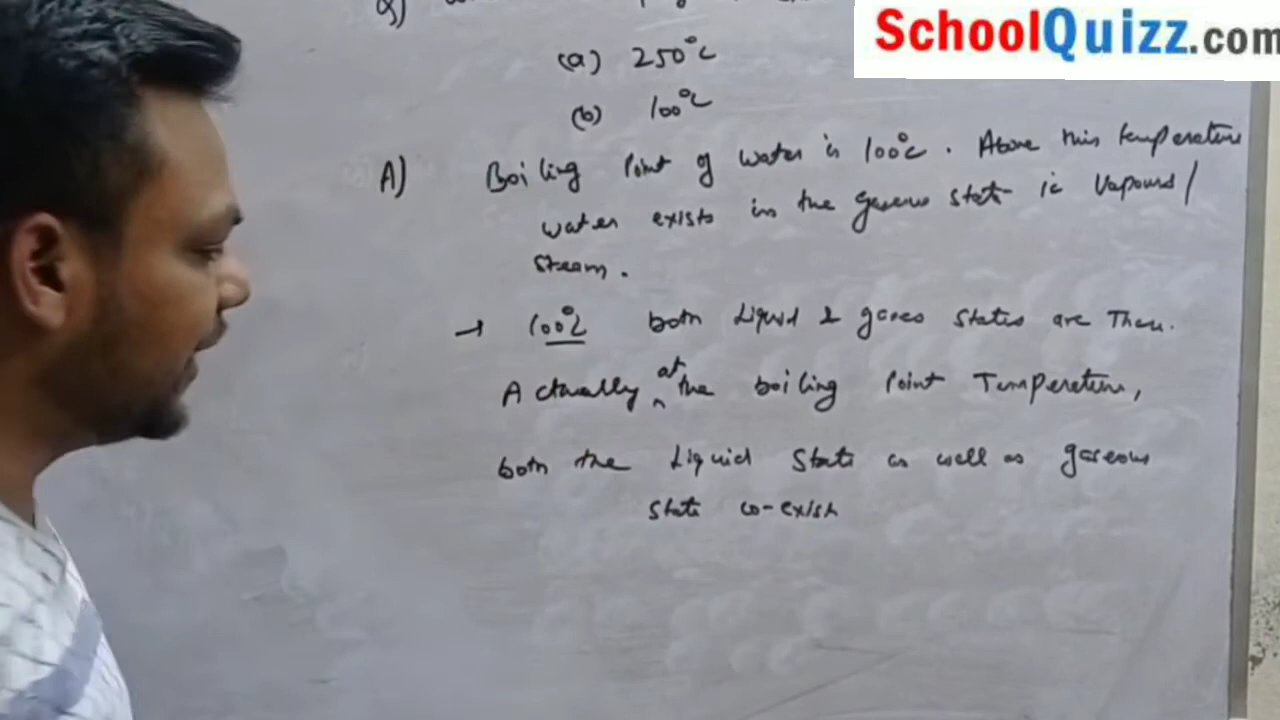 Q)
SchoolQuizz.com
(a) 250°C
(b) 100°C
A) Boiling Point of water is 100°C. Above this temperature
water exists in the gaseous state ie Vapours/
Steam.
→ 100°C both Liquid & gases States are There.
Actually at the boiling Point Temperature,
both the Liquid State as well as gaseous
State co-exist